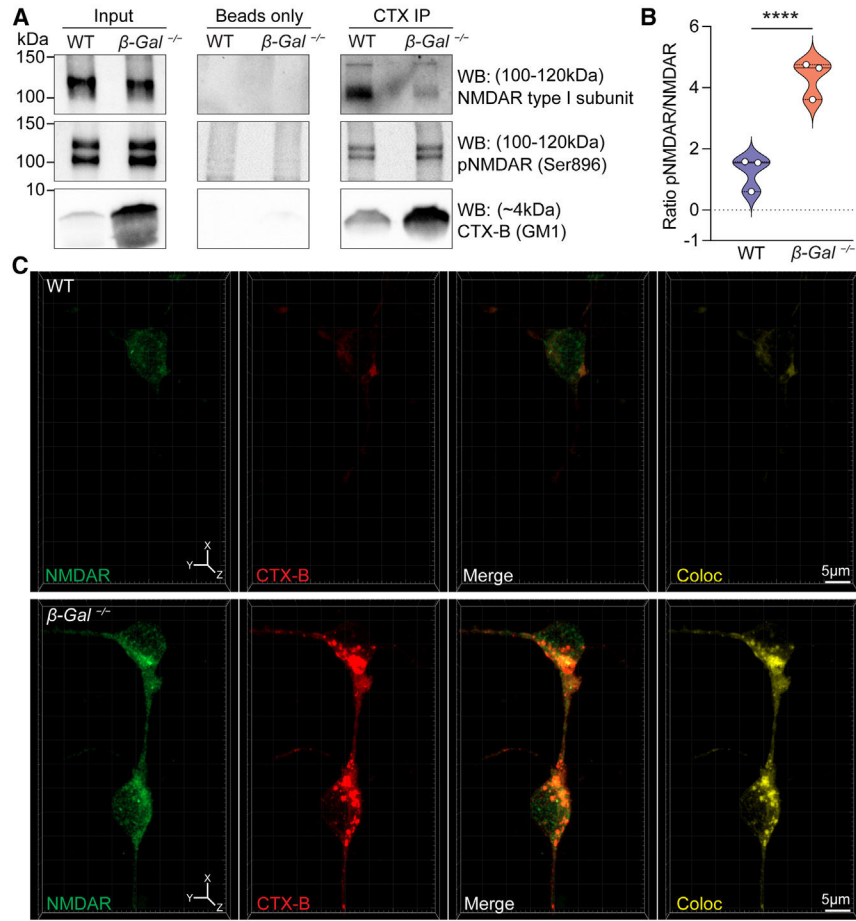 A
Input
Beads only
CTX IP
kDa
WT
β-Gal −/−
WT
β-Gal −/−
WT
β-Gal −/−
150
100
WB: (100-120kDa)
NMDAR type I subunit
150
100
WB: (100-120kDa)
pNMDAR (Ser896)
10
WB: (~4kDa)
CTX-B (GM1)
B
Ratio pNMDAR/NMDAR
6
4
2
0
-1
****
WT
β-Gal −/−
C
WT
NMDAR
X
Y
Z
CTX-B
Merge
Coloc
5μm
β-Gal −/−
NMDAR
X
Y
Z
CTX-B
Merge
Coloc
5μm